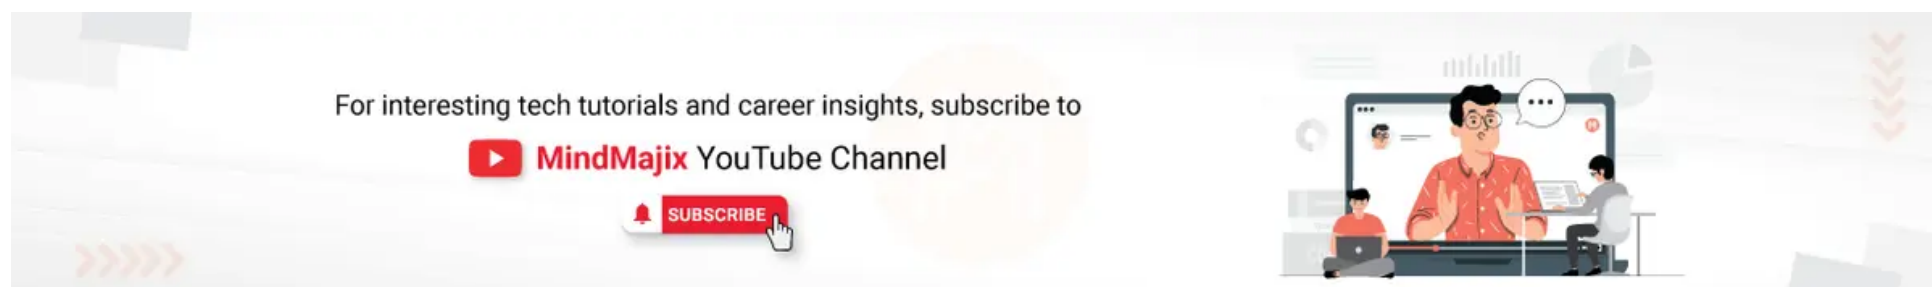 For interesting tech tutorials and career insights, subscribe to
MindMajix YouTube Channel
SUBSCRIBE